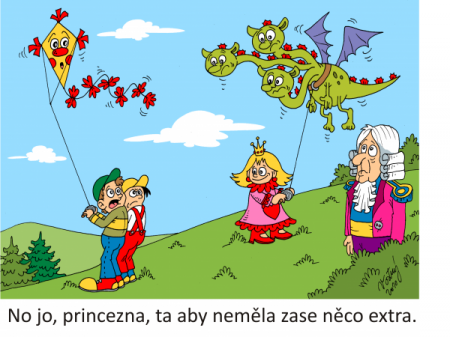 No jo, princezna, ta aby neměla zase něco extra.